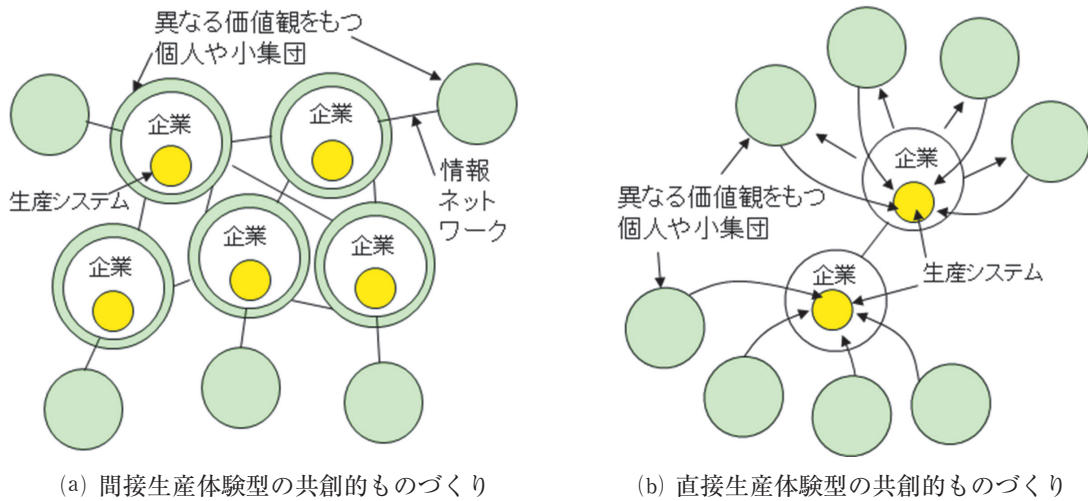 異なる価値観をもつ
個人や小集団
企業
企業
生産システム
情報
ネット
ワーク
企業
企業
企業
(a) 間接生産体験型の共創的ものづくり
企業
異なる価値観をもつ
個人や小集団
企業
生産システム
(b) 直接生産体験型の共創的ものづくり